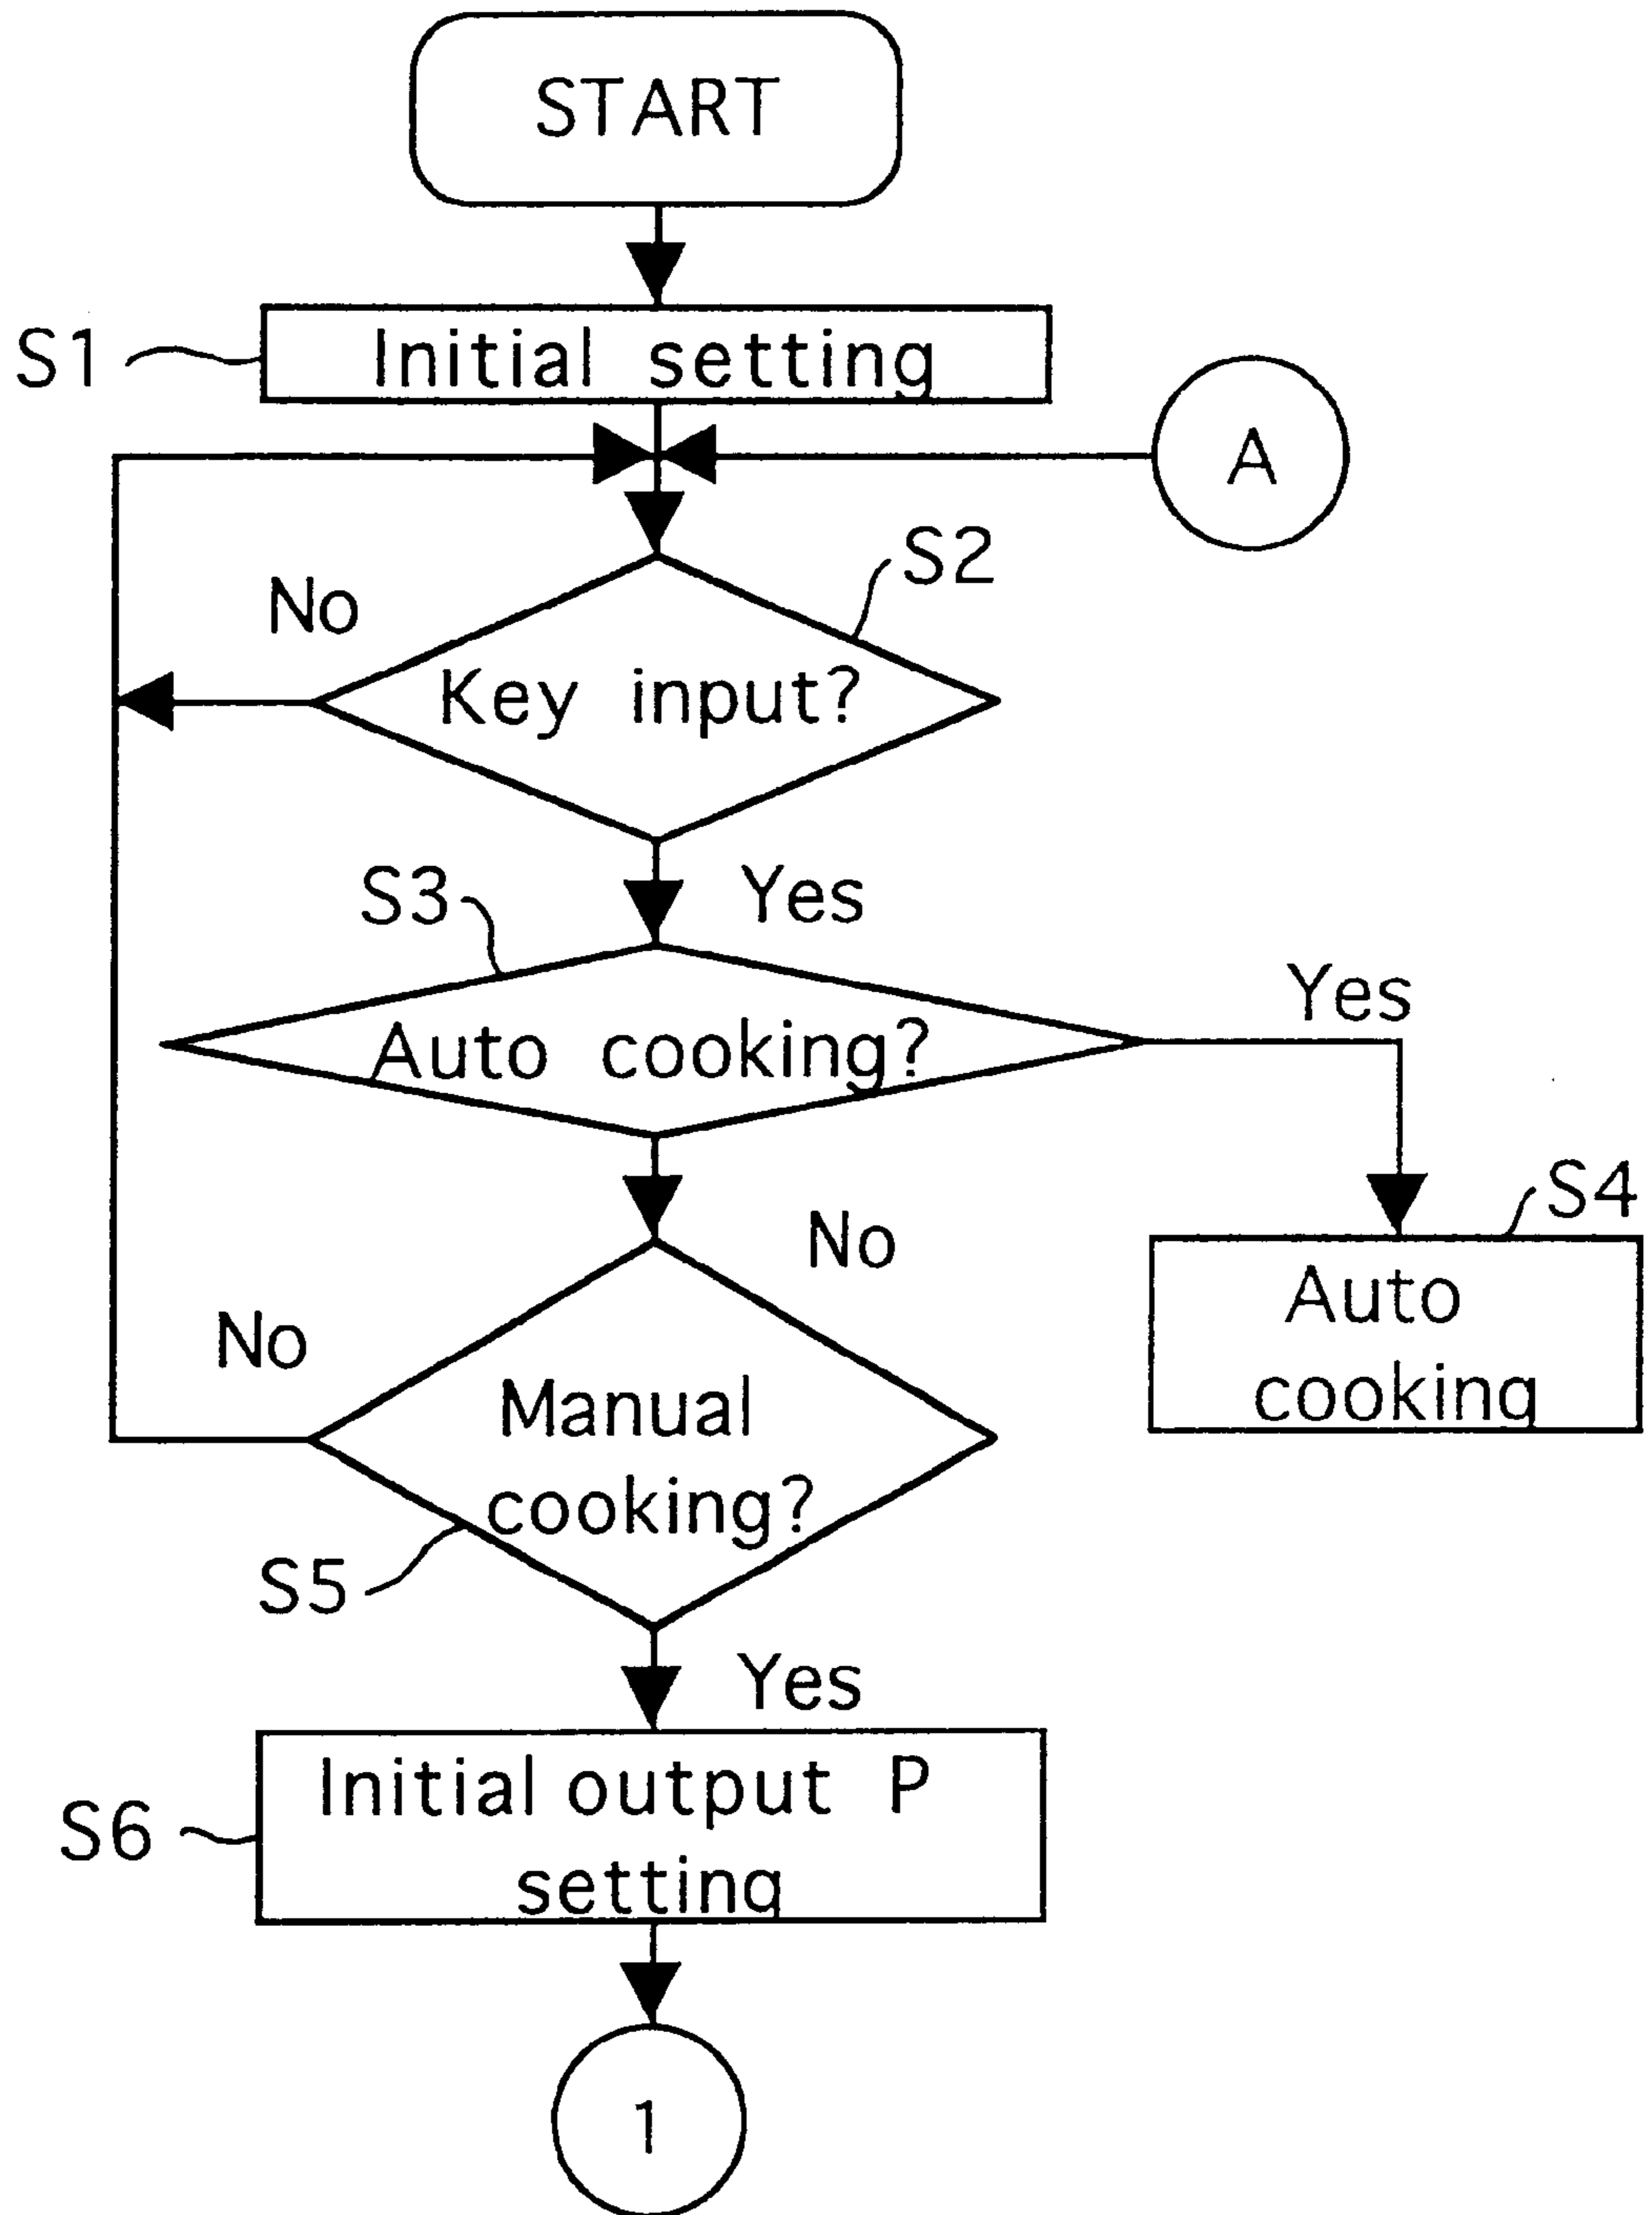 START
S1
Initial setting
A
S2
No
Key input?
S3
Yes
Yes
Auto cooking?
S4
No
Auto
cooking
No
Manual
cooking?
S5
Yes
Initial output P
S6
setting
1